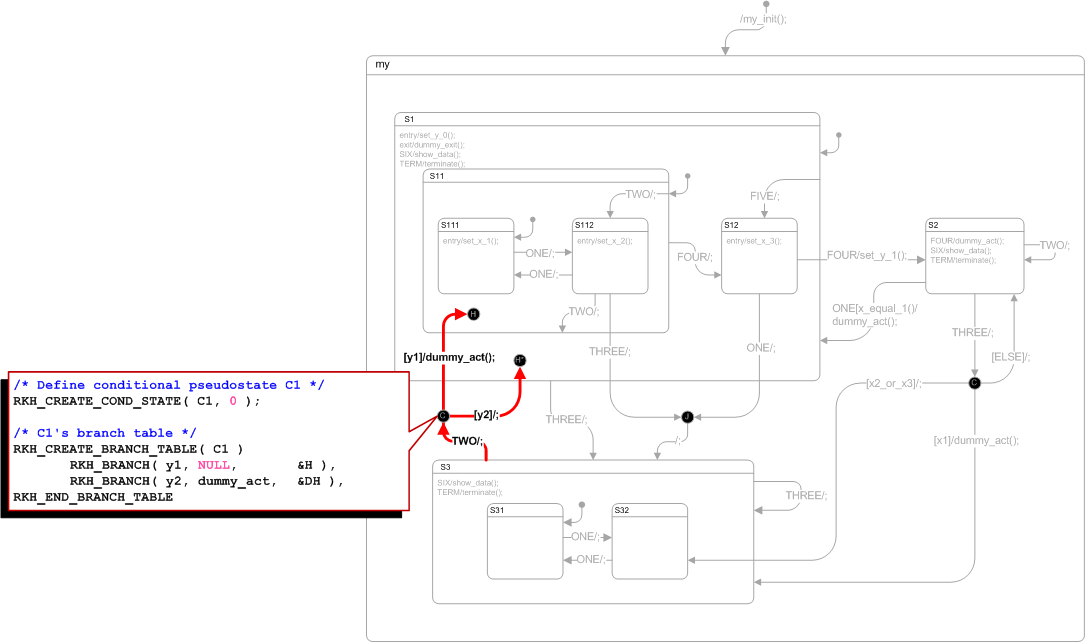 /my_init();
my
S1
entry/set_y_0();
exit/dummy_exit();
SIX/show_data();
TERM/terminate();
S11
TWO/;
FIVE/;
S111
entry/set_x_1();
S112
entry/set_x_2();
S12
entry/set_x_3();
S2
FOUR/dummy_act();
SIX/show_data();
TERM/terminate();
TWO/;
ONE/;
ONE/;
FOUR/;
FOUR/set_y_1();
H
TWO/;
ONE[x_equal_1()/
dummy_act();
THREE/;
THREE/;
ONE/;
[y1]/dummy_act();
H*
[ELSE]/;
/* Define conditional pseudostate C1 */
RKH_CREATE_COND_STATE( C1, 0 );
/* C1's branch table */
RKH_CREATE_BRANCH_TABLE( C1 )
RKH_BRANCH( y1, NULL, &H ),
RKH_BRANCH( y2, dummy_act, &DH ),
RKH_END_BRANCH_TABLE
[x2_or_x3]/;
C
C
[y2]/;
THREE/;
J
TWO/;
/;
[x1]/dummy_act();
S3
SIX/show_data();
TERM/terminate();
THREE/;
S31
S32
ONE/;
ONE/;